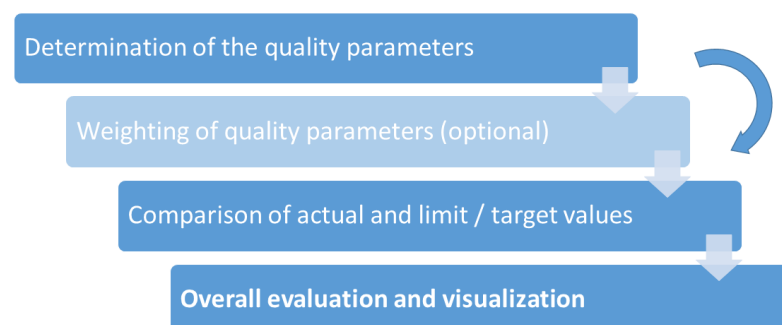 Determination of the quality parameters
Weighting of quality parameters (optional)
Comparison of actual and limit / target values
Overall evaluation and visualization